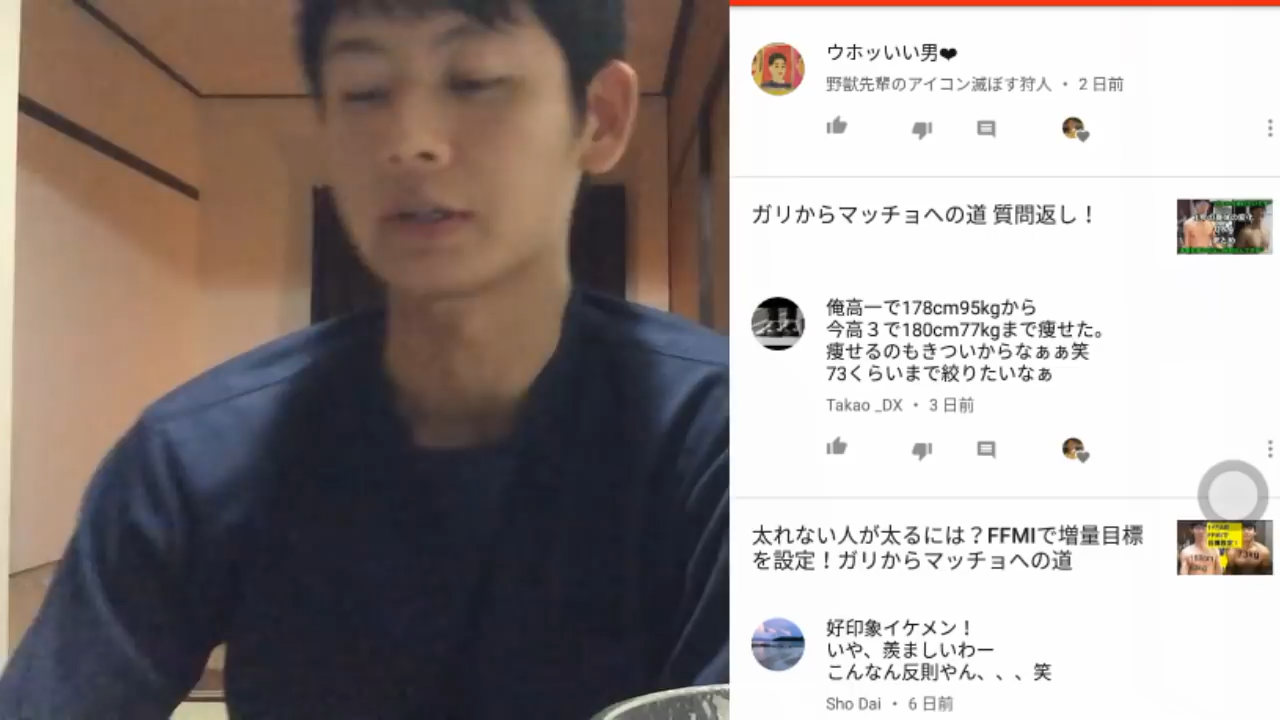 ウホッいい男❤
野獣先輩のアイコン滅ぼす狩人 ・ 2 日前
ガリからマッチョへの道 質問返し！
俺高一で178cm95kgから
今高３で180cm77kgまで痩せた。
痩せるのもきついからなぁぁ笑
73くらいまで絞りたいなぁ
Takao _DX ・ 3 日前
太れない人が太るには？FFMIで増量目標
を設定！ガリからマッチョへの道
好印象イケメン！
いや、羨ましいわー
こんなん反則やん、、、笑
Sho Dai ・ 6 日前